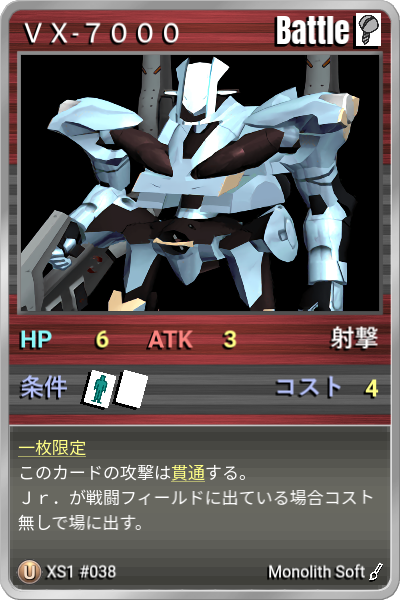 ＶＸ-７０００
Battle
HP 6 ATK 3 射撃
条件 コスト 4
一枚限定
このカードの攻撃は貫通する。
Ｊｒ．が戦闘フィールドに出ている場合コスト
無しで場に出す。
U XS1 #038 Monolith Soft